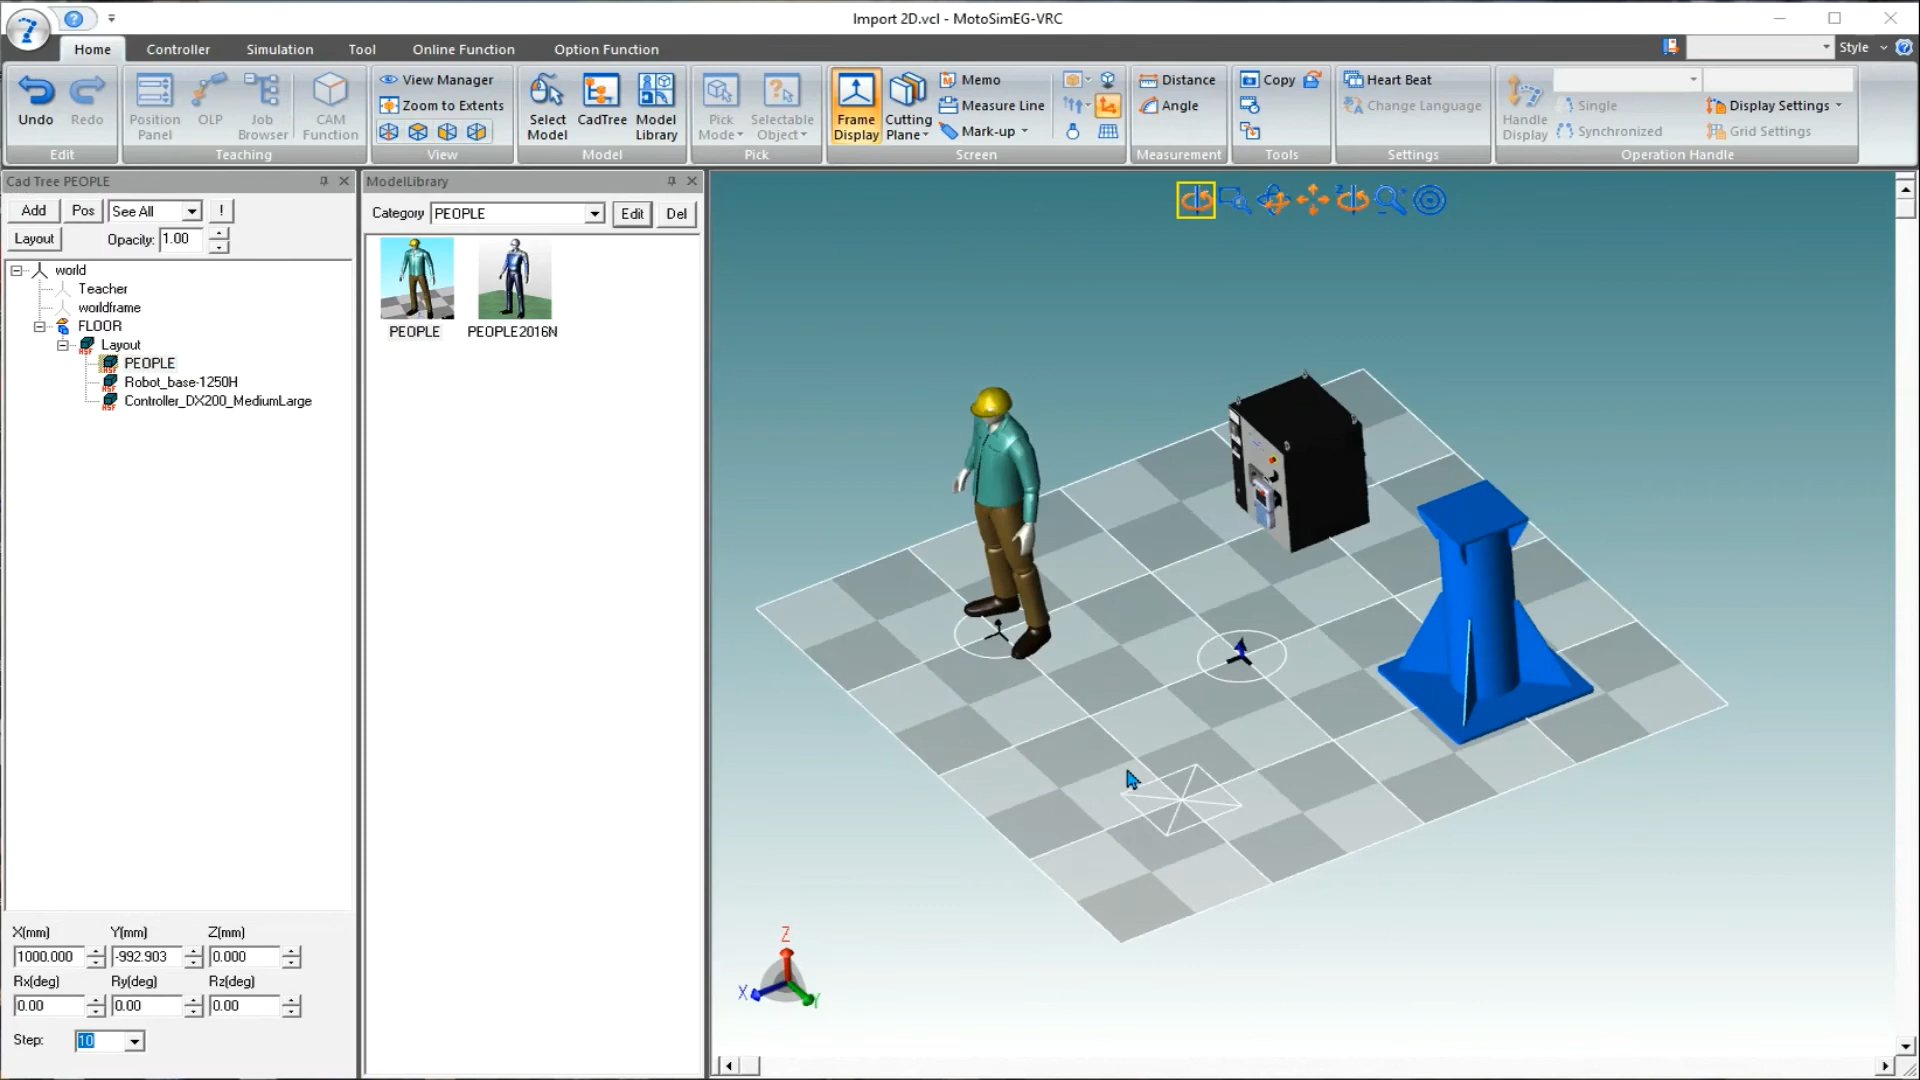 Import 2D.vcl - MotoSimEG-VRC
Home Controller Simulation Tool Online Function Option Function Style
Undo Redo
Edit
Position Panel OLP Job Browser CAM Function
Teaching
View Manager
Zoom to Extents
View
Select Model CadTree Model Library
Model
Pick Mode Selectable Object
Pick
Frame Display Cutting Plane Memo
Measure Line
Mark-up
Screen
Distance
Angle
Measurement
Copy
Tools
Heart Beat
Change Language
Settings
Handle Display Single
Synchronized
Display Settings
Grid Settings
Operation Handle
Cad Tree PEOPLE
Add Pos See All !
Layout Opacity: 1.00
world
Teacher
worldframe
FLOOR
Layout
PEOPLE
Robot_base-1250H
Controller_DX200_MediumLarge
X(mm) Y(mm) Z(mm)
1000.000 -992.903 0.000
Rx(deg) Ry(deg) Rz(deg)
0.00 0.00 0.00
Step: 10
ModelLibrary
Category PEOPLE Edit Del
PEOPLE PEOPLE2016N
Z
X Y